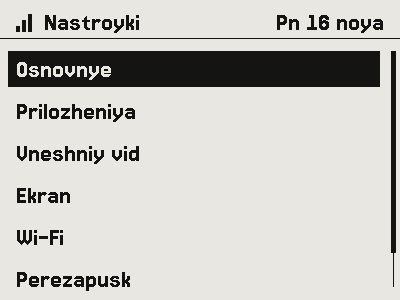 Nastroyki Pn 16 noya
Osnovnye
Prilozheniya
Vneshniy vid
Ekran
Wi-Fi
Perezapusk